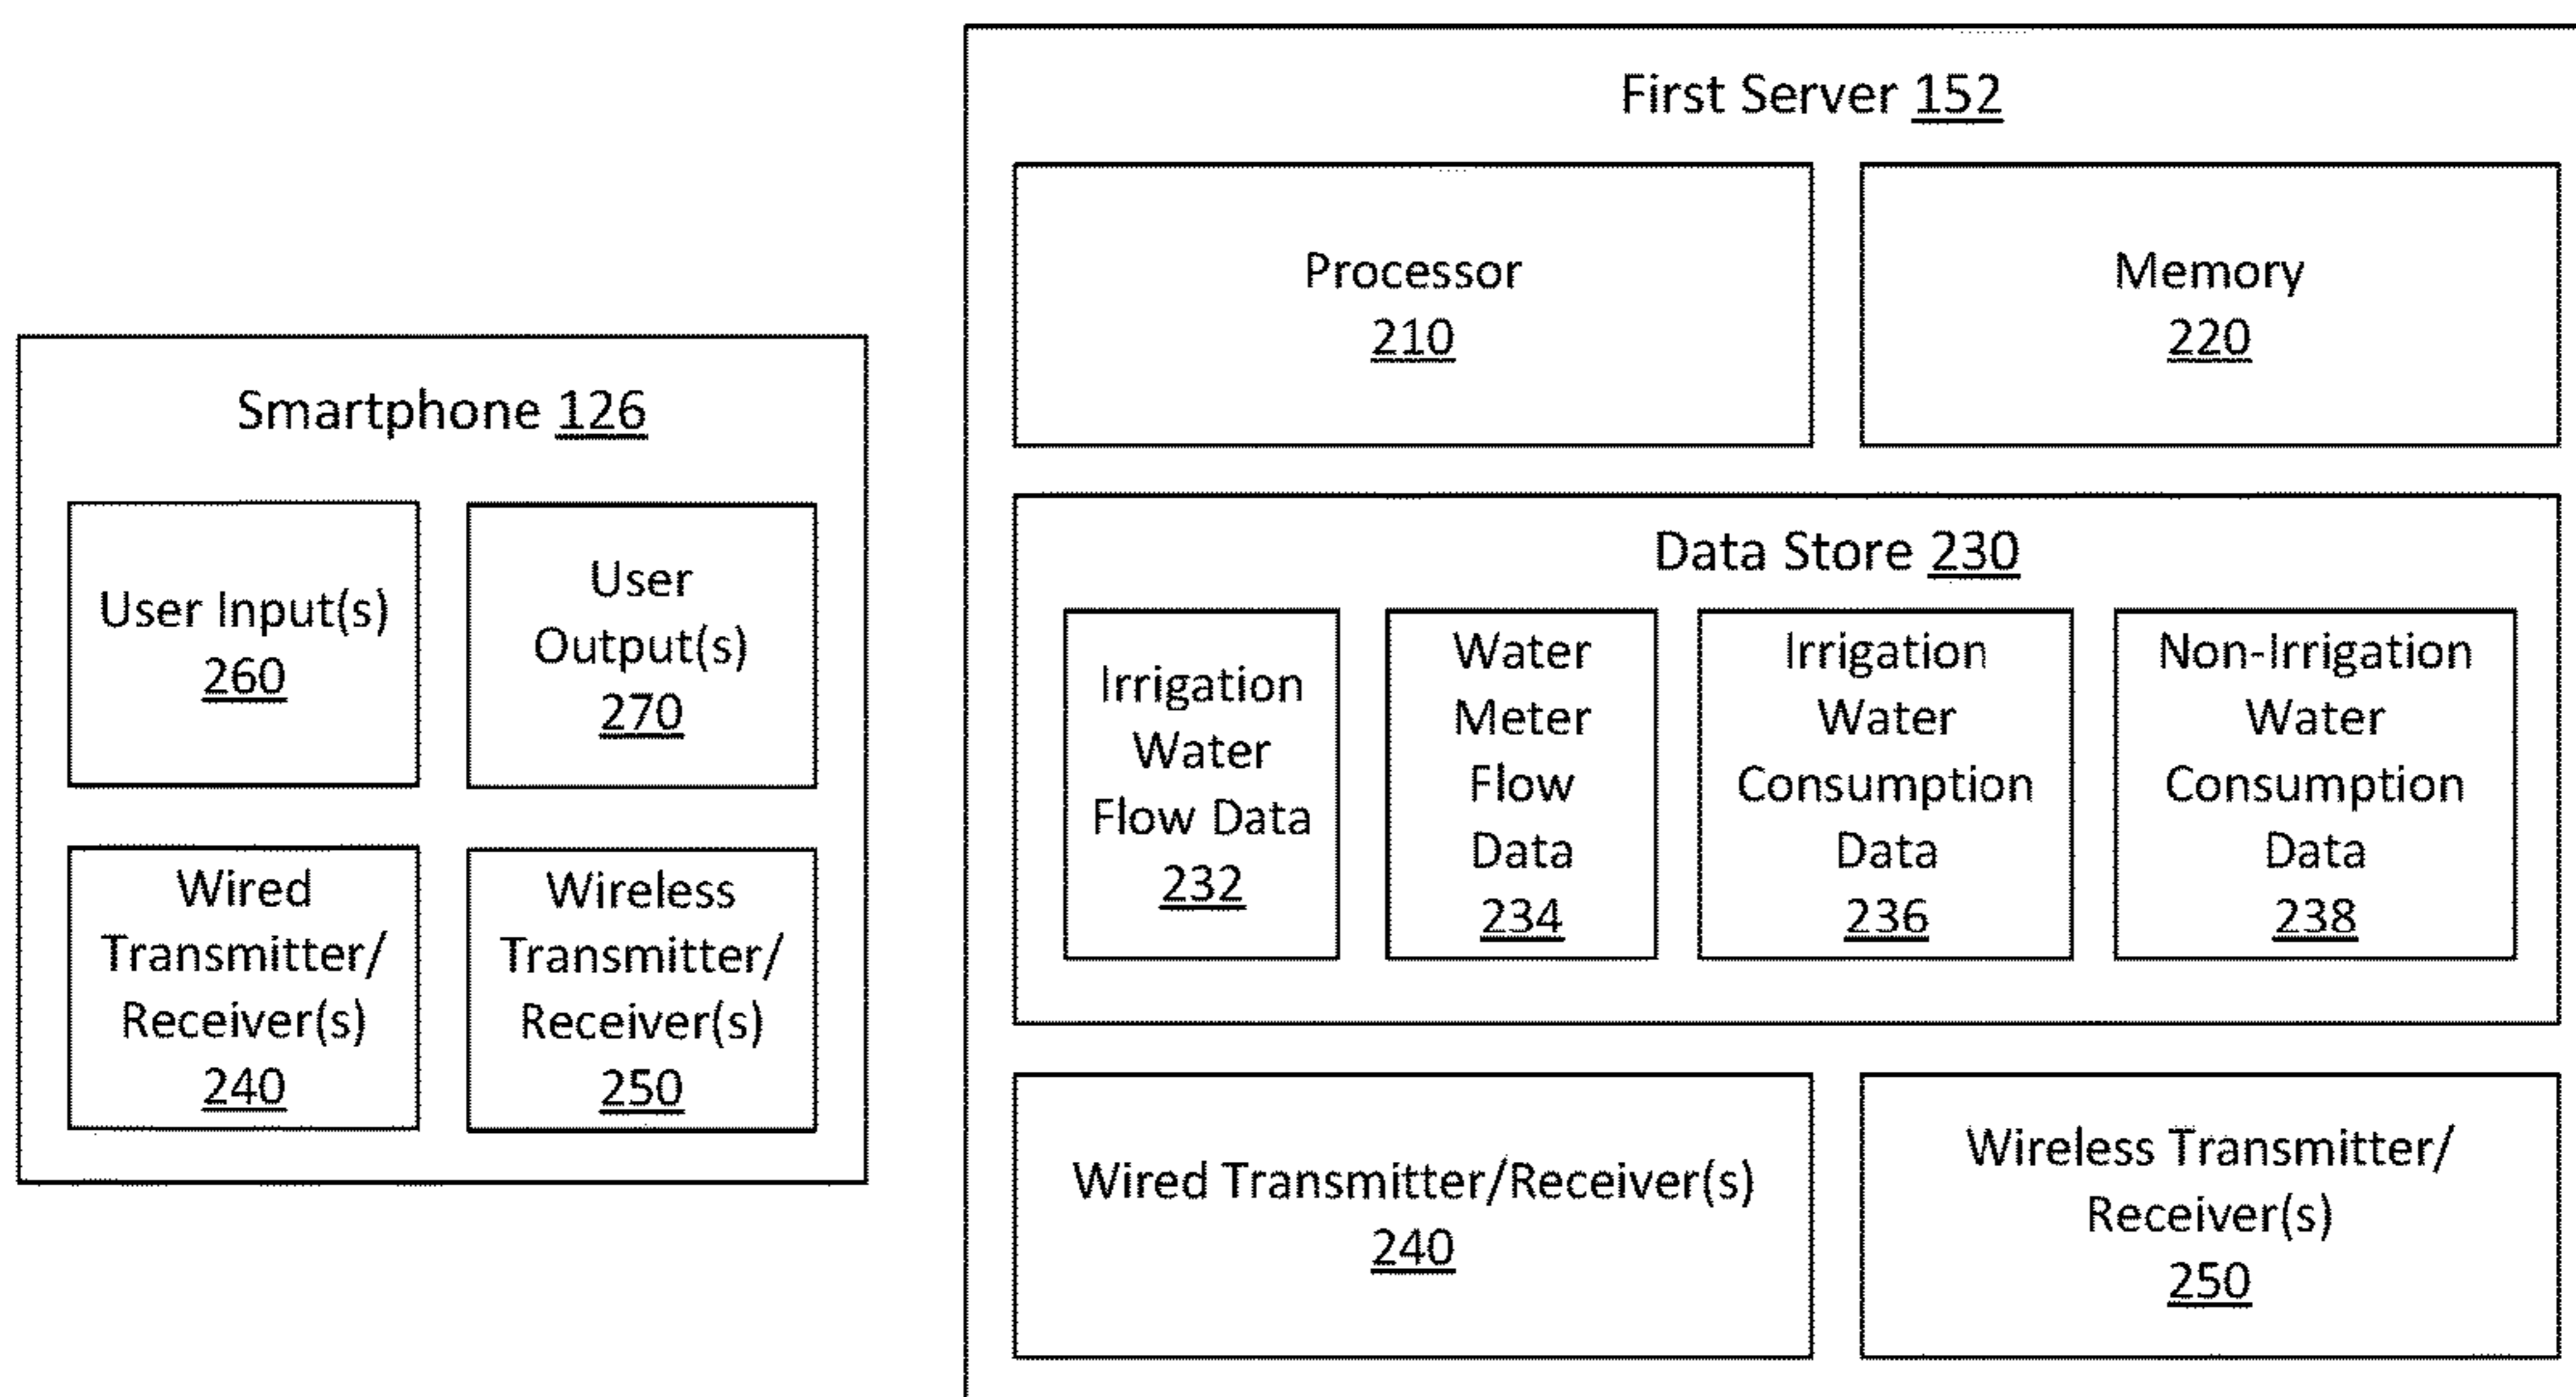 First Server 152
Processor
210
Memory
220
Smartphone 126
User Input(s)
260
User
Output(s)
270
Wired
Transmitter/
Receiver(s)
240
Wireless
Transmitter/
Receiver(s)
250
Data Store 230
Irrigation
Water
Flow Data
232
Water
Meter
Flow
Data
234
Irrigation
Water
Consumption
Data
236
Non-Irrigation
Water
Consumption
Data
238
Wired Transmitter/Receiver(s)
240
Wireless Transmitter/
Receiver(s)
250